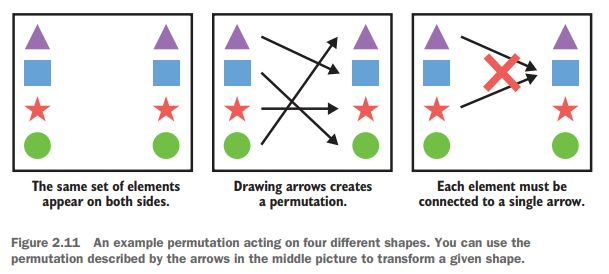 The same set of elements
appear on both sides.
Drawing arrows creates
a permutation.
Each element must be
connected to a single arrow.
Figure 2.11 An example permutation acting on four different shapes. You can use the
permutation described by the arrows in the middle picture to transform a given shape.